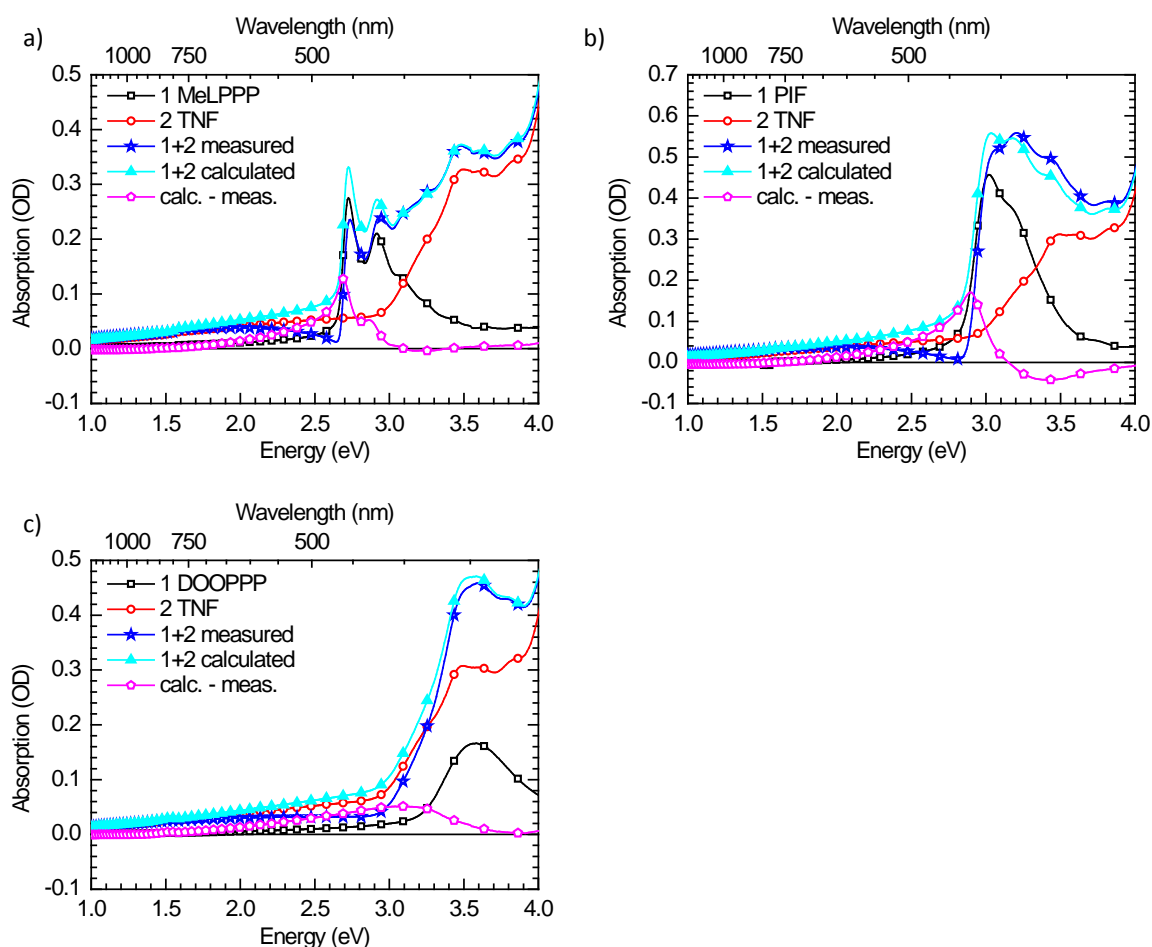 a)
Wavelength (nm)
1000 750 500
0.5
0.4
0.3
0.2
0.1
0.0
-0.1
Absorption (OD)
1 MeLPPP
2 TNF
1+2 measured
1+2 calculated
calc. - meas.
1.0 1.5 2.0 2.5 3.0 3.5 4.0
Energy (eV)
b)
Wavelength (nm)
1000 750 500
0.7
0.6
0.5
0.4
0.3
0.2
0.1
0.0
-0.1
Absorption (OD)
1 PIF
2 TNF
1+2 measured
1+2 calculated
calc. - meas.
1.0 1.5 2.0 2.5 3.0 3.5 4.0
Energy (eV)
c)
Wavelength (nm)
1000 750 500
0.5
0.4
0.3
0.2
0.1
0.0
-0.1
Absorption (OD)
1 DOOPPP
2 TNF
1+2 measured
1+2 calculated
calc. - meas.
1.0 1.5 2.0 2.5 3.0 3.5 4.0
Energy (eV)